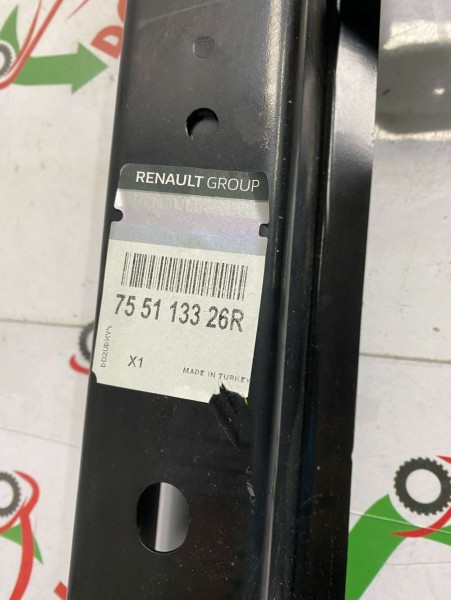 RENAULT GROUP
75 51 133 26R
X1
MADE IN TURKEY